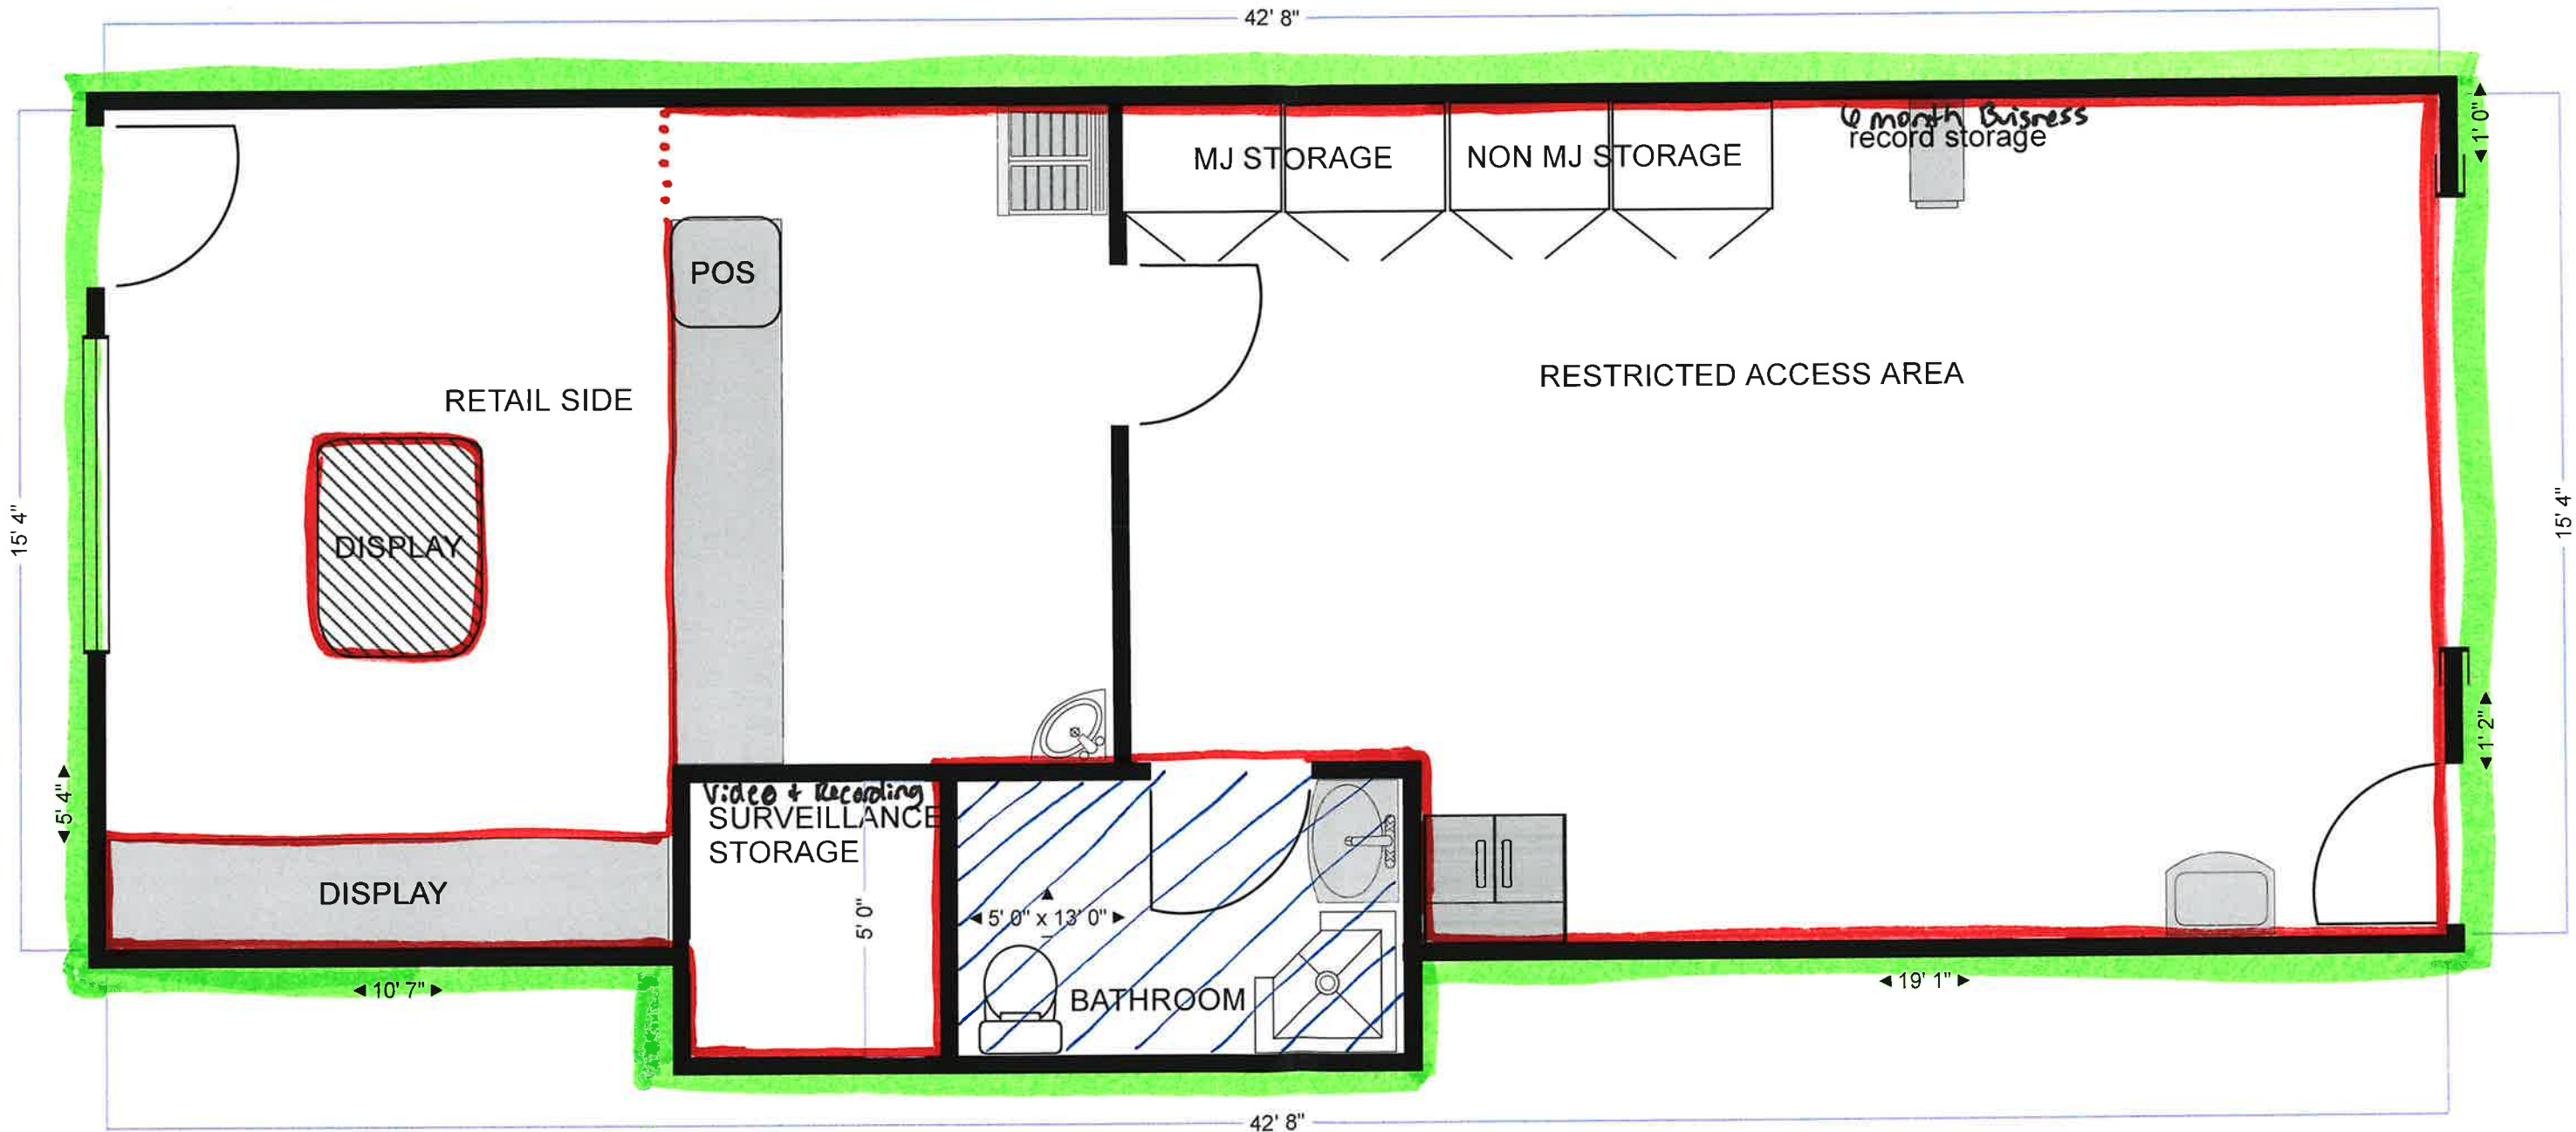 42' 8"
1' 0"
6 month Buisness
record storage
MJ STORAGE
NON MJ STORAGE
POS
RETAIL SIDE
RESTRICTED ACCESS AREA
15' 4"
15' 4"
DISPLAY
1' 2"
5' 4"
Video + Recording
SURVEILLANCE
STORAGE
DISPLAY
5' 0"
5' 0" x 13' 0"
BATHROOM
10' 7"
19' 1"
42' 8"